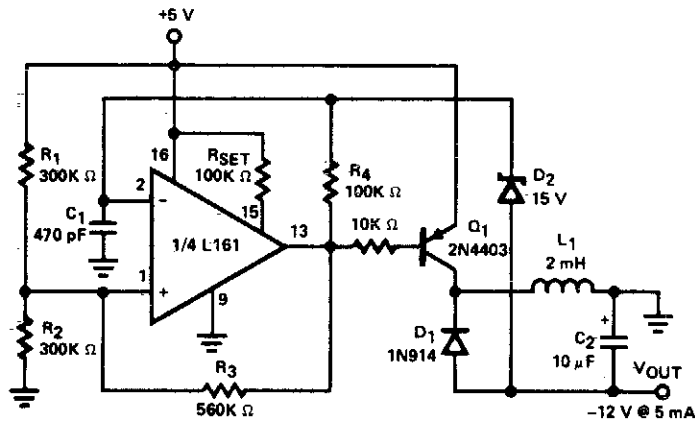 +5 V
R1
300K Ω
16
RSET
100K Ω
15
2
−
C1
470 pF
1/4 L161
13
R4
100K Ω
10K Ω
Q1
2N4403
D2
15 V
L1
2 mH
1
+
9
R2
300K Ω
R3
560K Ω
D1
1N914
+
C2
10 μF
VOUT
−12 V @ 5 mA